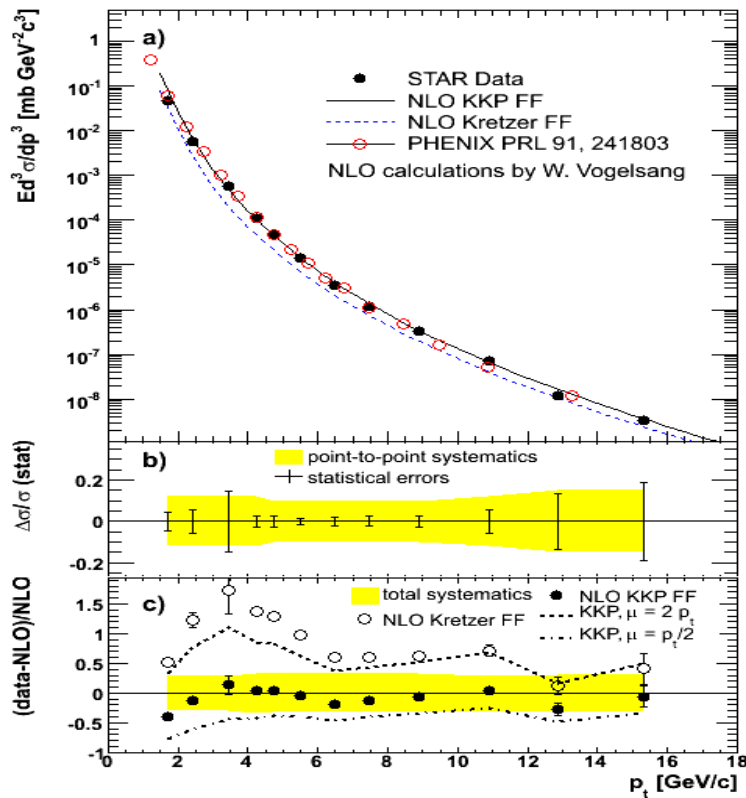 a)
Ed³σ/dp³ [mb GeV⁻²c³]
1
10⁻¹
10⁻²
10⁻³
10⁻⁴
10⁻⁵
10⁻⁶
10⁻⁷
10⁻⁸
STAR Data
NLO KKP FF
NLO Kretzer FF
PHENIX PRL 91, 241803
NLO calculations by W. Vogelsang
b)
Δσ/σ (stat)
0.2
0
-0.2
point-to-point systematics
statistical errors
c)
(data-NLO)/NLO
1.5
1
0.5
0
-0.5
-1
total systematics
NLO Kretzer FF
NLO KKP FF
KKP, μ = 2 pₜ
KKP, μ = pₜ/2
2 4 6 8 10 12 14 16 18
pₜ [GeV/c]